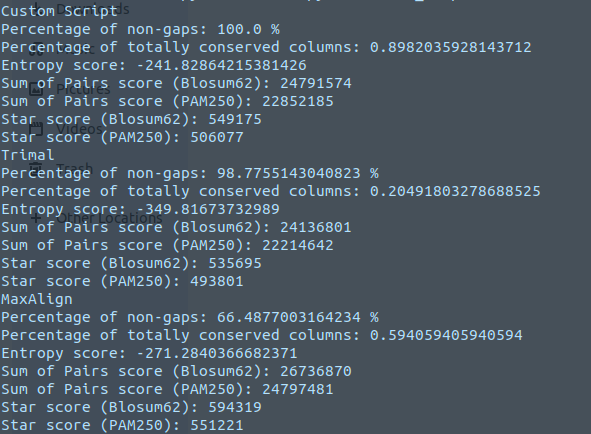 Custom Script
Percentage of non-gaps: 100.0 %
Percentage of totally conserved columns: 0.8982035928143712
Entropy score: -241.82864215381426
Sum of Pairs score (Blosum62): 24791574
Sum of Pairs score (PAM250): 22852185
Star score (Blosum62): 549175
Star score (PAM250): 506077
Trimal
Percentage of non-gaps: 98.7755143040823 %
Percentage of totally conserved columns: 0.20491803278688525
Entropy score: -349.81673732989
Sum of Pairs score (Blosum62): 24136801
Sum of Pairs score (PAM250): 22214642
Star score (Blosum62): 535695
Star score (PAM250): 493801
MaxAlign
Percentage of non-gaps: 66.4877003164234 %
Percentage of totally conserved columns: 0.594059405940594
Entropy score: -271.2840366682371
Sum of Pairs score (Blosum62): 26736870
Sum of Pairs score (PAM250): 24797481
Star score (Blosum62): 594319
Star score (PAM250): 551221
Pictures
Videos
Trash
Other Locations